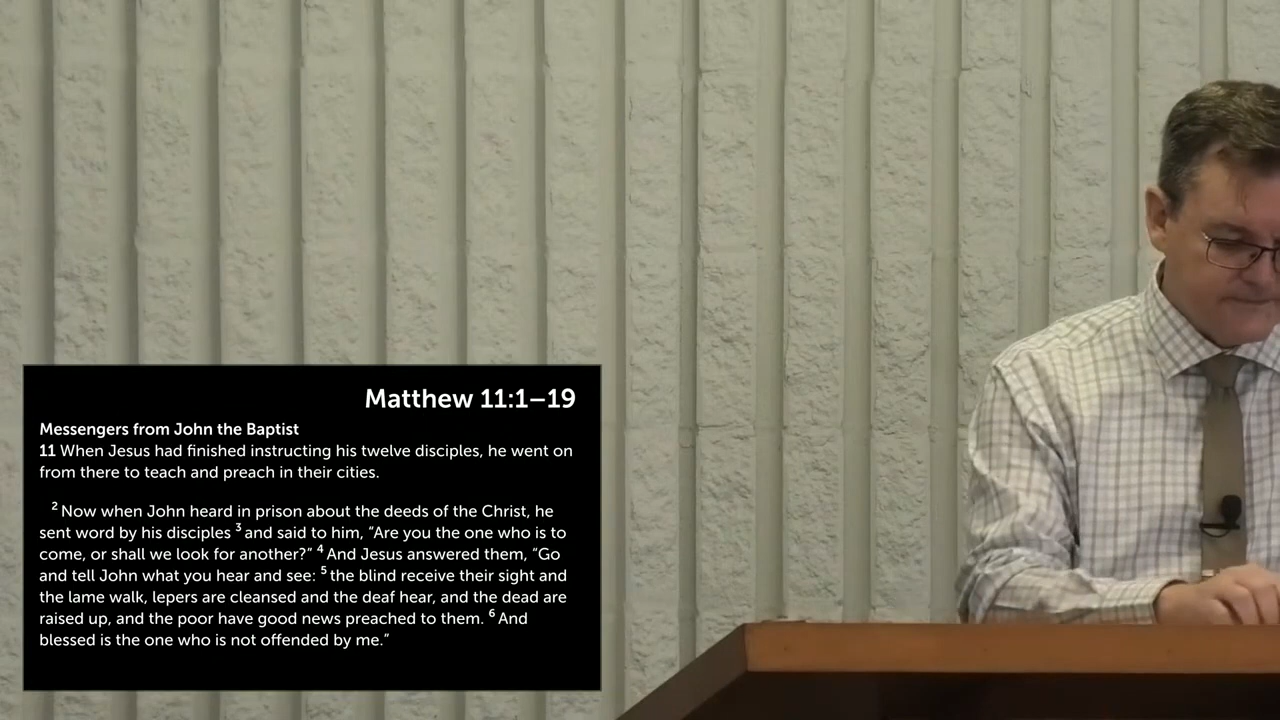 Matthew 11:1–19
Messengers from John the Baptist
11 When Jesus had finished instructing his twelve disciples, he went on
from there to teach and preach in their cities.
2 Now when John heard in prison about the deeds of the Christ, he
sent word by his disciples 3 and said to him, “Are you the one who is to
come, or shall we look for another?” 4 And Jesus answered them, “Go
and tell John what you hear and see: 5 the blind receive their sight and
the lame walk, lepers are cleansed and the deaf hear, and the dead are
raised up, and the poor have good news preached to them. 6 And
blessed is the one who is not offended by me.”